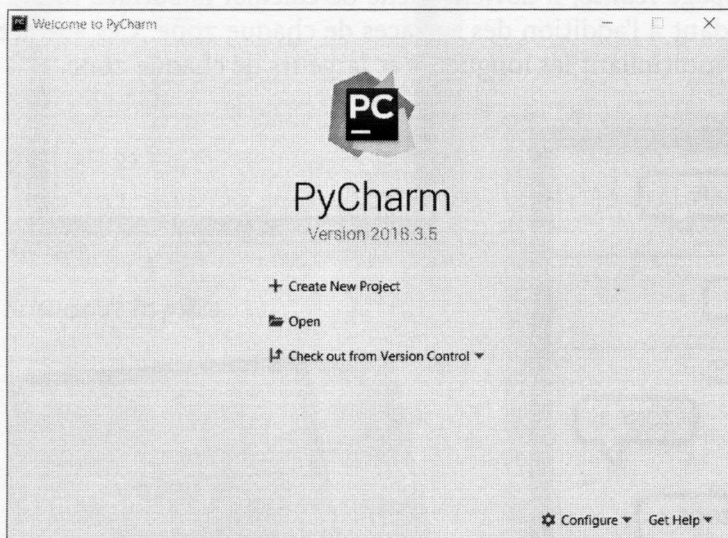 Welcome to PyCharm
PC
PyCharm
Version 2018.3.5
Create New Project
Open
Check out from Version Control
Configure
Get Help